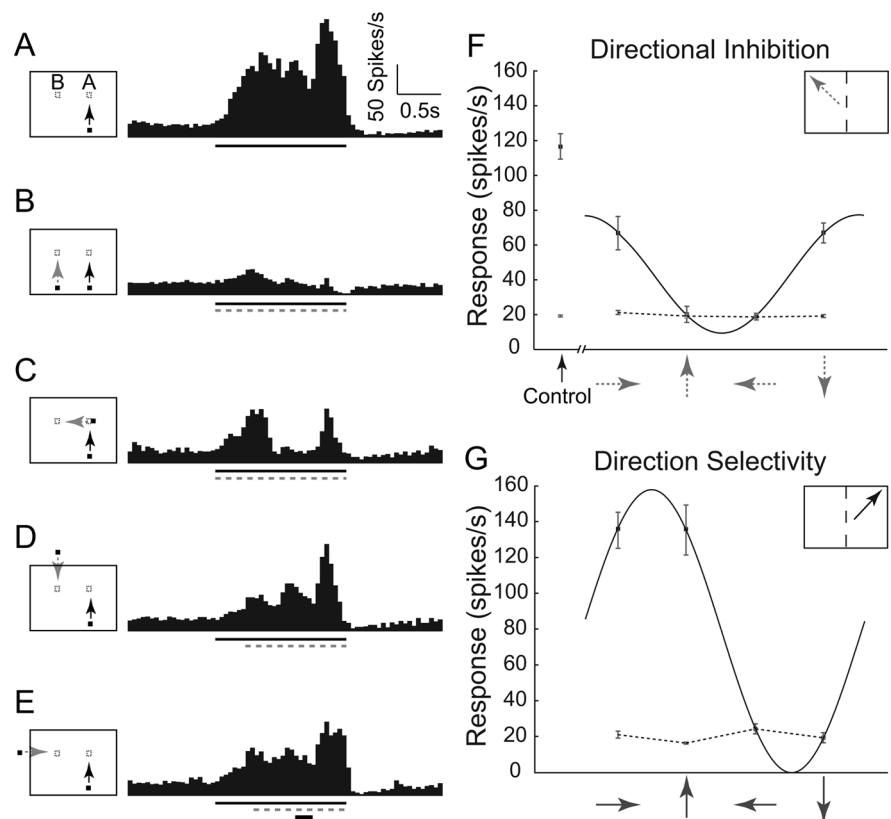 A
B A
50 Spikes/s
0.5s
B
C
D
E
F
Directional Inhibition
Response (spikes/s)
160
140
120
100
80
60
40
20
0
Control
G
Direction Selectivity
Response (spikes/s)
160
140
120
100
80
60
40
20
0